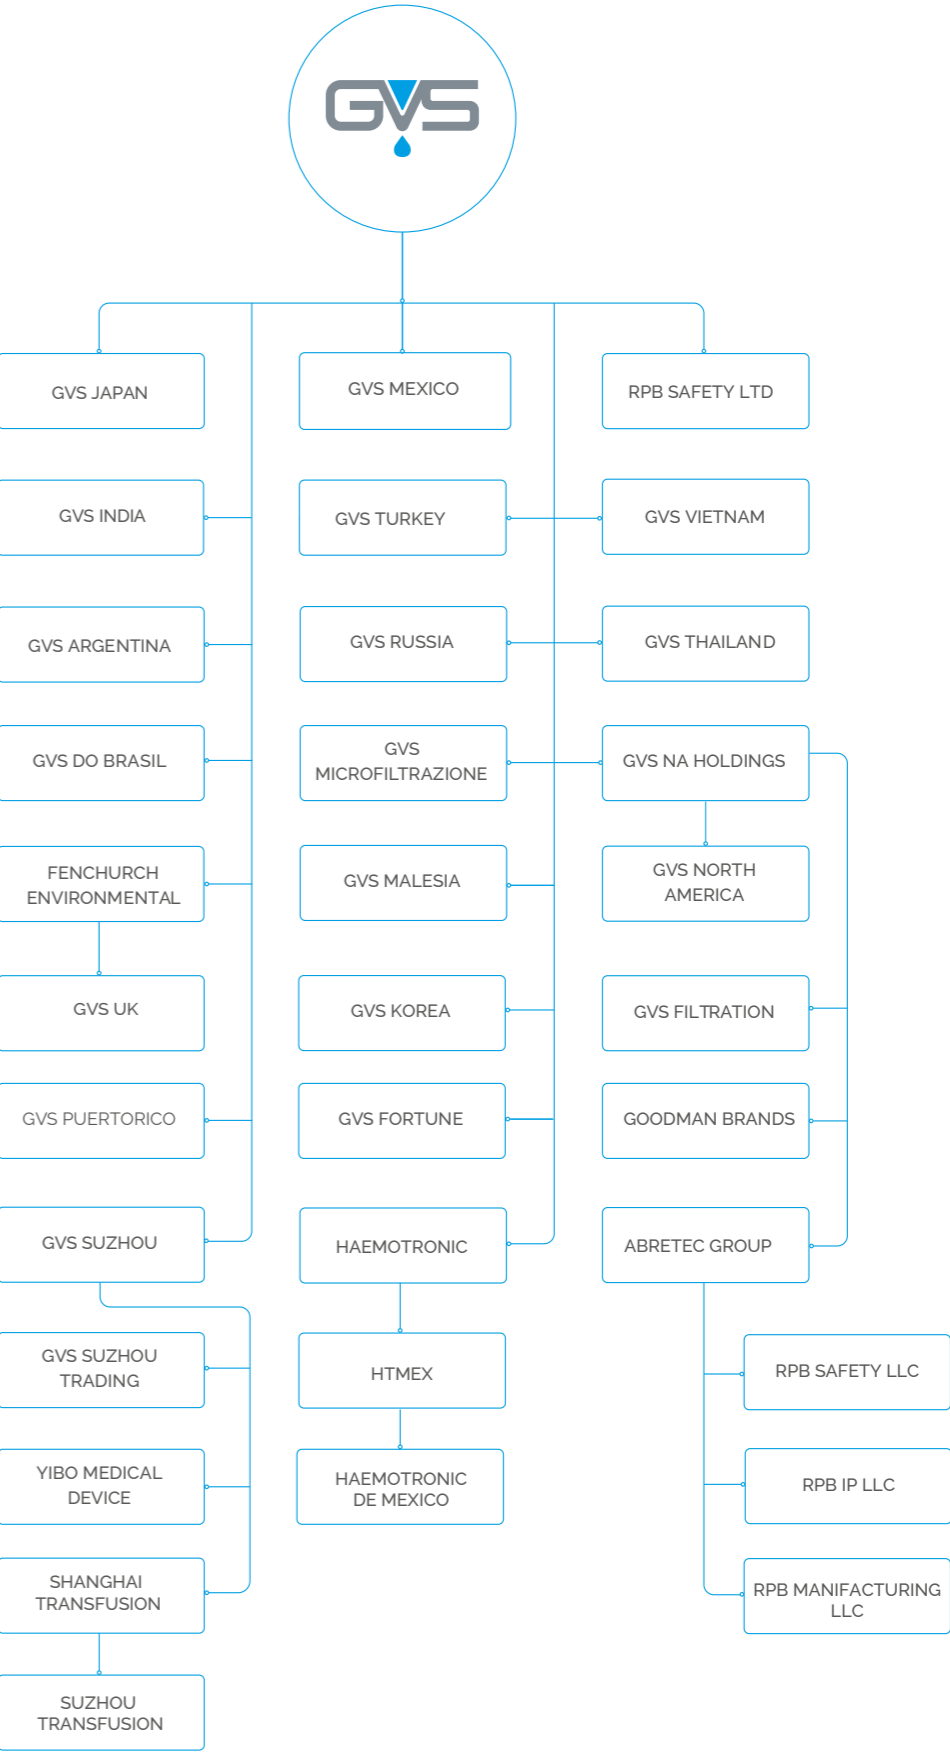 GVS
GVS JAPAN
GVS MEXICO
RPB SAFETY LTD
GVS INDIA
GVS TURKEY
GVS VIETNAM
GVS ARGENTINA
GVS RUSSIA
GVS THAILAND
GVS DO BRASIL
GVS
MICROFILTRAZIONE
GVS NA HOLDINGS
FENCHURCH
ENVIRONMENTAL
GVS MALESIA
GVS NORTH
AMERICA
GVS UK
GVS KOREA
GVS FILTRATION
GVS PUERTORICO
GVS FORTUNE
GOODMAN BRANDS
GVS SUZHOU
HAEMOTRONIC
ABRETEC GROUP
GVS SUZHOU
TRADING
HTMEX
RPB SAFETY LLC
YIBO MEDICAL
DEVICE
HAEMOTRONIC
DE MEXICO
RPB IP LLC
SHANGHAI
TRANSFUSION
RPB MANIFACTURING
LLC
SUZHOU
TRANSFUSION